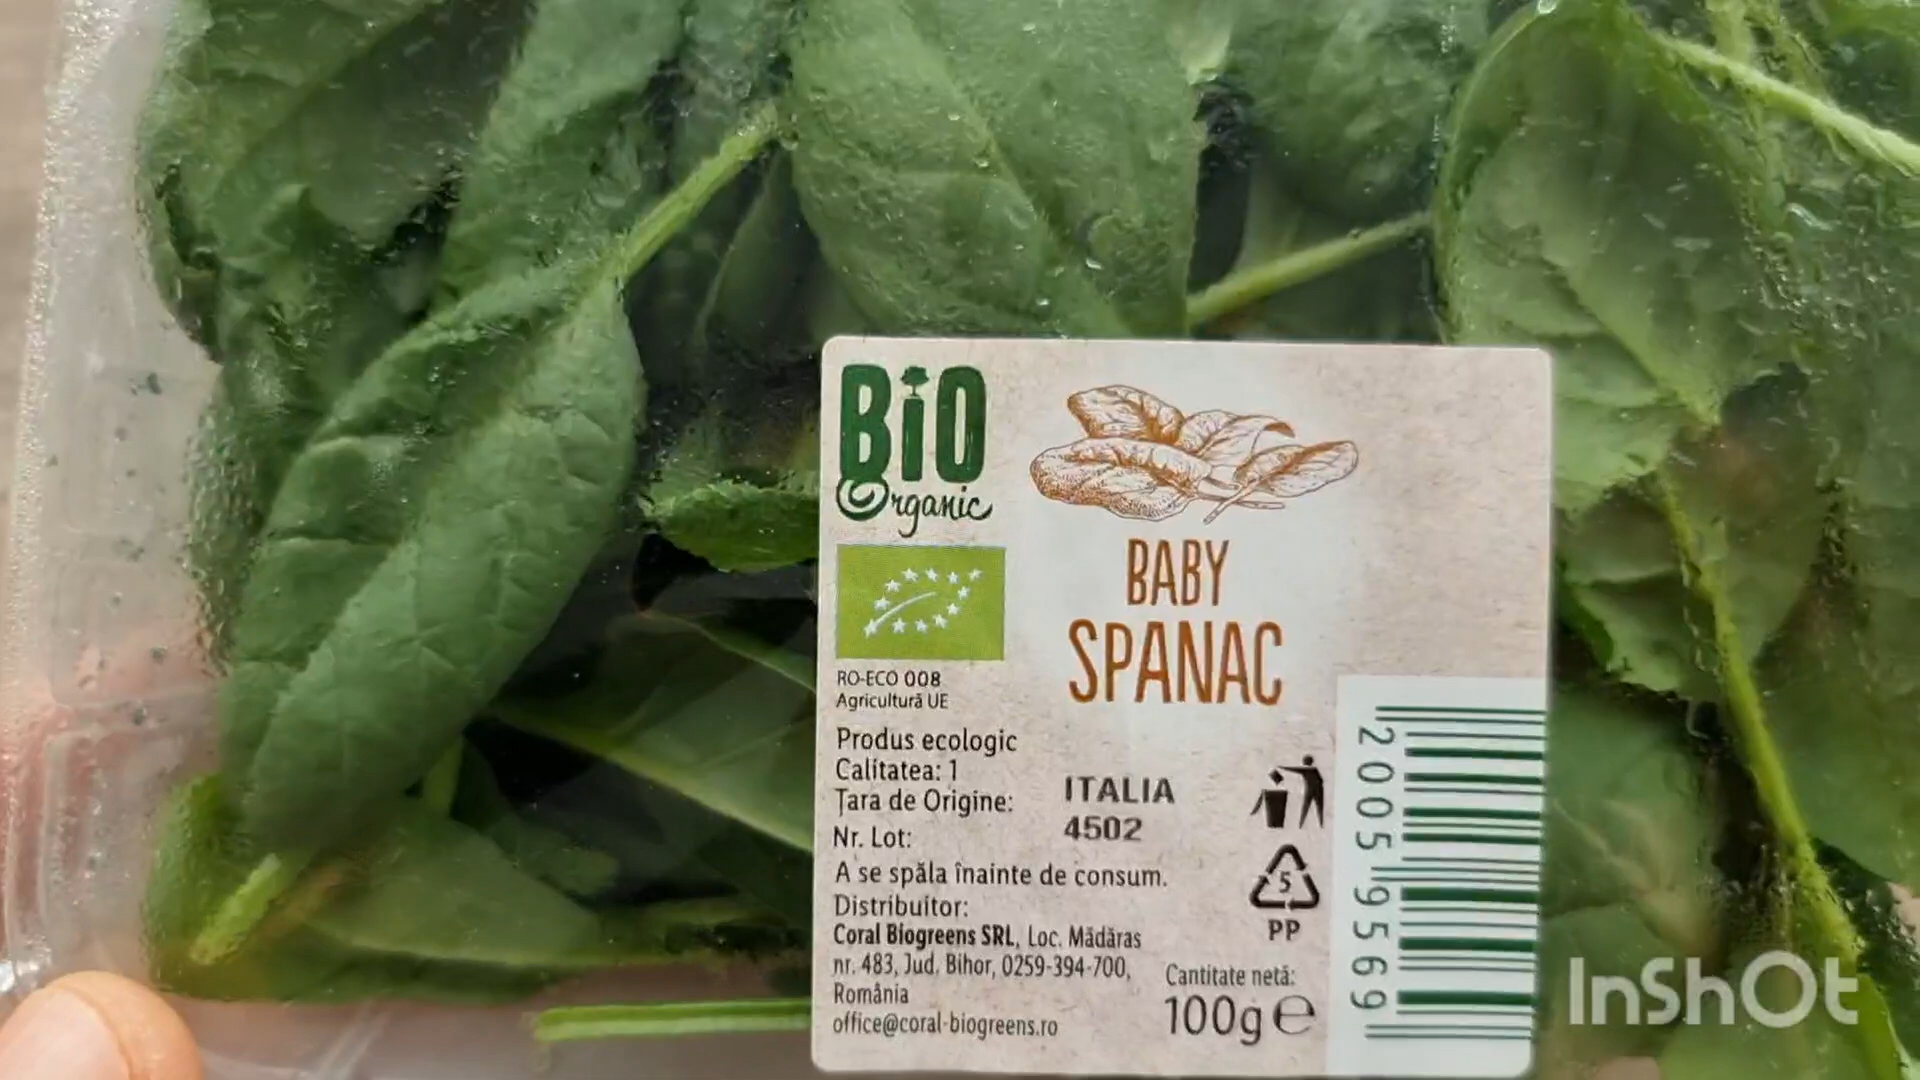 BiO
Organic
BABY
SPANAC
RO-ECO 008
Agricultură UE
Produs ecologic
Calitatea: 1
Țara de Origine: ITALIA
Nr. Lot: 4502
A se spăla înainte de consum.
Distribuitor:
Coral Biogreens SRL, Loc. Mădăras
nr. 483, Jud. Bihor, 0259-394-700,
România
office@coral-biogreens.ro
5
PP
Cantitate netă:
100g e
20059569
InShOt